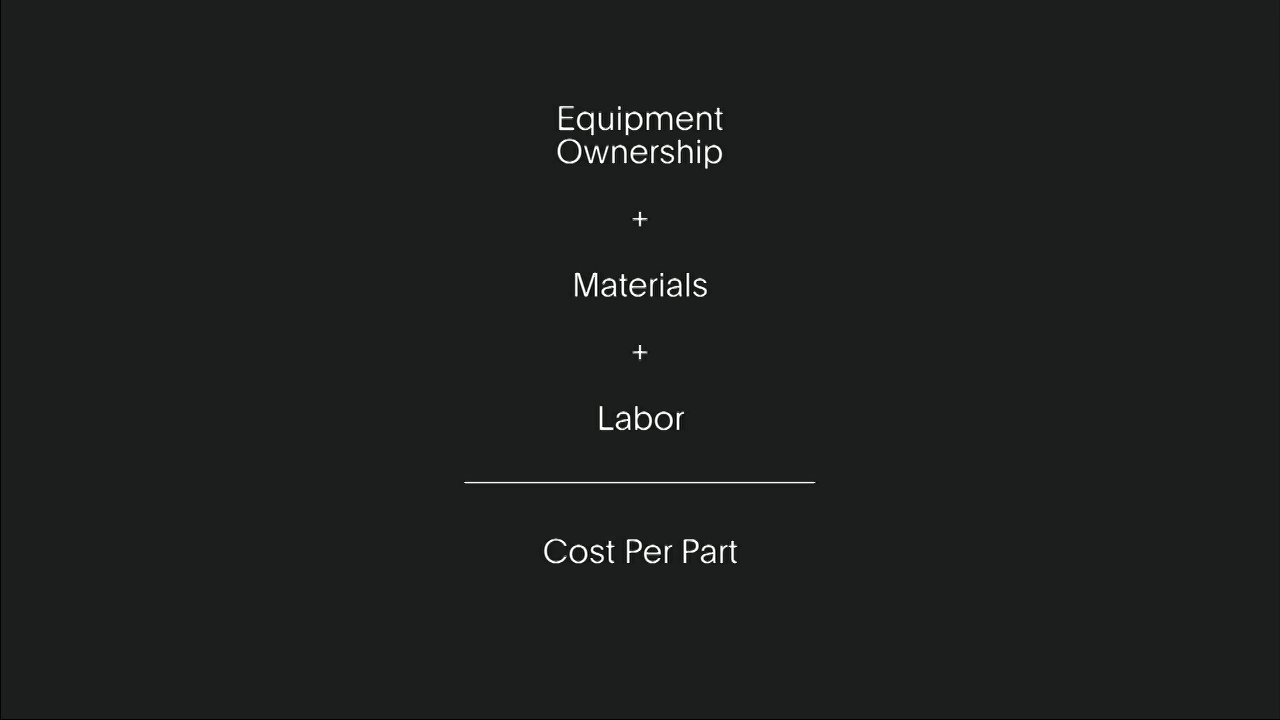 Equipment
Ownership
+
Materials
+
Labor
Cost Per Part